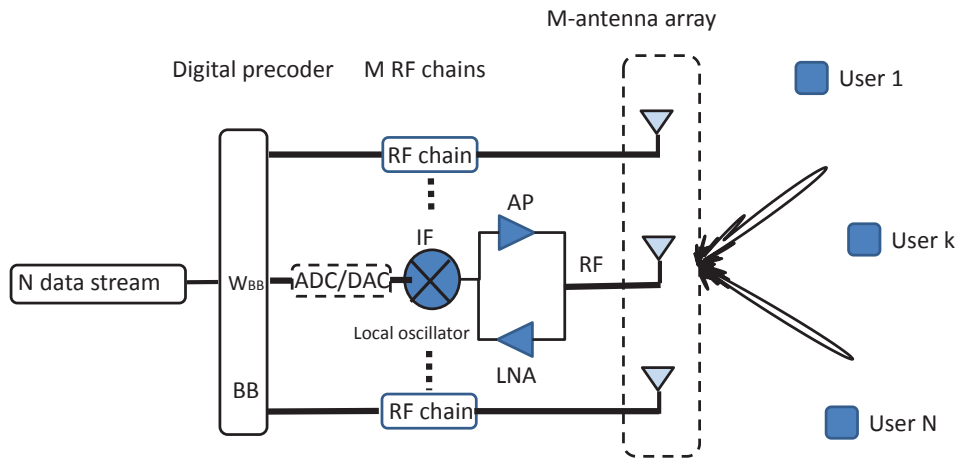 M-antenna array
Digital precoder
M RF chains
User 1
RF chain
AP
IF
RF
User k
N data stream
WBB
ADC/DAC
Local oscillator
LNA
BB
RF chain
User N